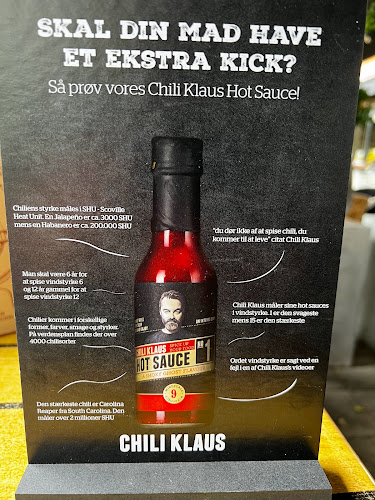 SKAL DIN MAD HAVE
ET EKSTRA KICK?
Så prøv vores Chili Klaus Hot Sauce!
Chiliens styrke måles i SHU - Scoville
Heat Unit. En Jalapeño er ca. 3000 SHU
mens en Habanero er ca. 200.000 SHU
Man skal være 6 år for
at spise vindstyrke 6
og 12 år gammel for at
spise vindstyrke 12
Chilier kommer i forskellige
former, farver, smage og styrker.
På verdensplan findes der over
4000 chilisorter
Den stærkeste chili er Carolina
Reaper fra South Carolina. Den
måler over 2 millioner SHU
"du dør ikke af at spise chili, du
kommer til at leve" citat Chili Klaus
Chili Klaus måler sine hot sauces
i vindstyrke. 1 er den svageste
mens 15 er den stærkeste
Ordet vindstyrke er sagt ved en
fejl i en af Chili Klaus's videoer
CHILI KLAUS
HOT SAUCE
Nº1
9
CHILI KLAUS